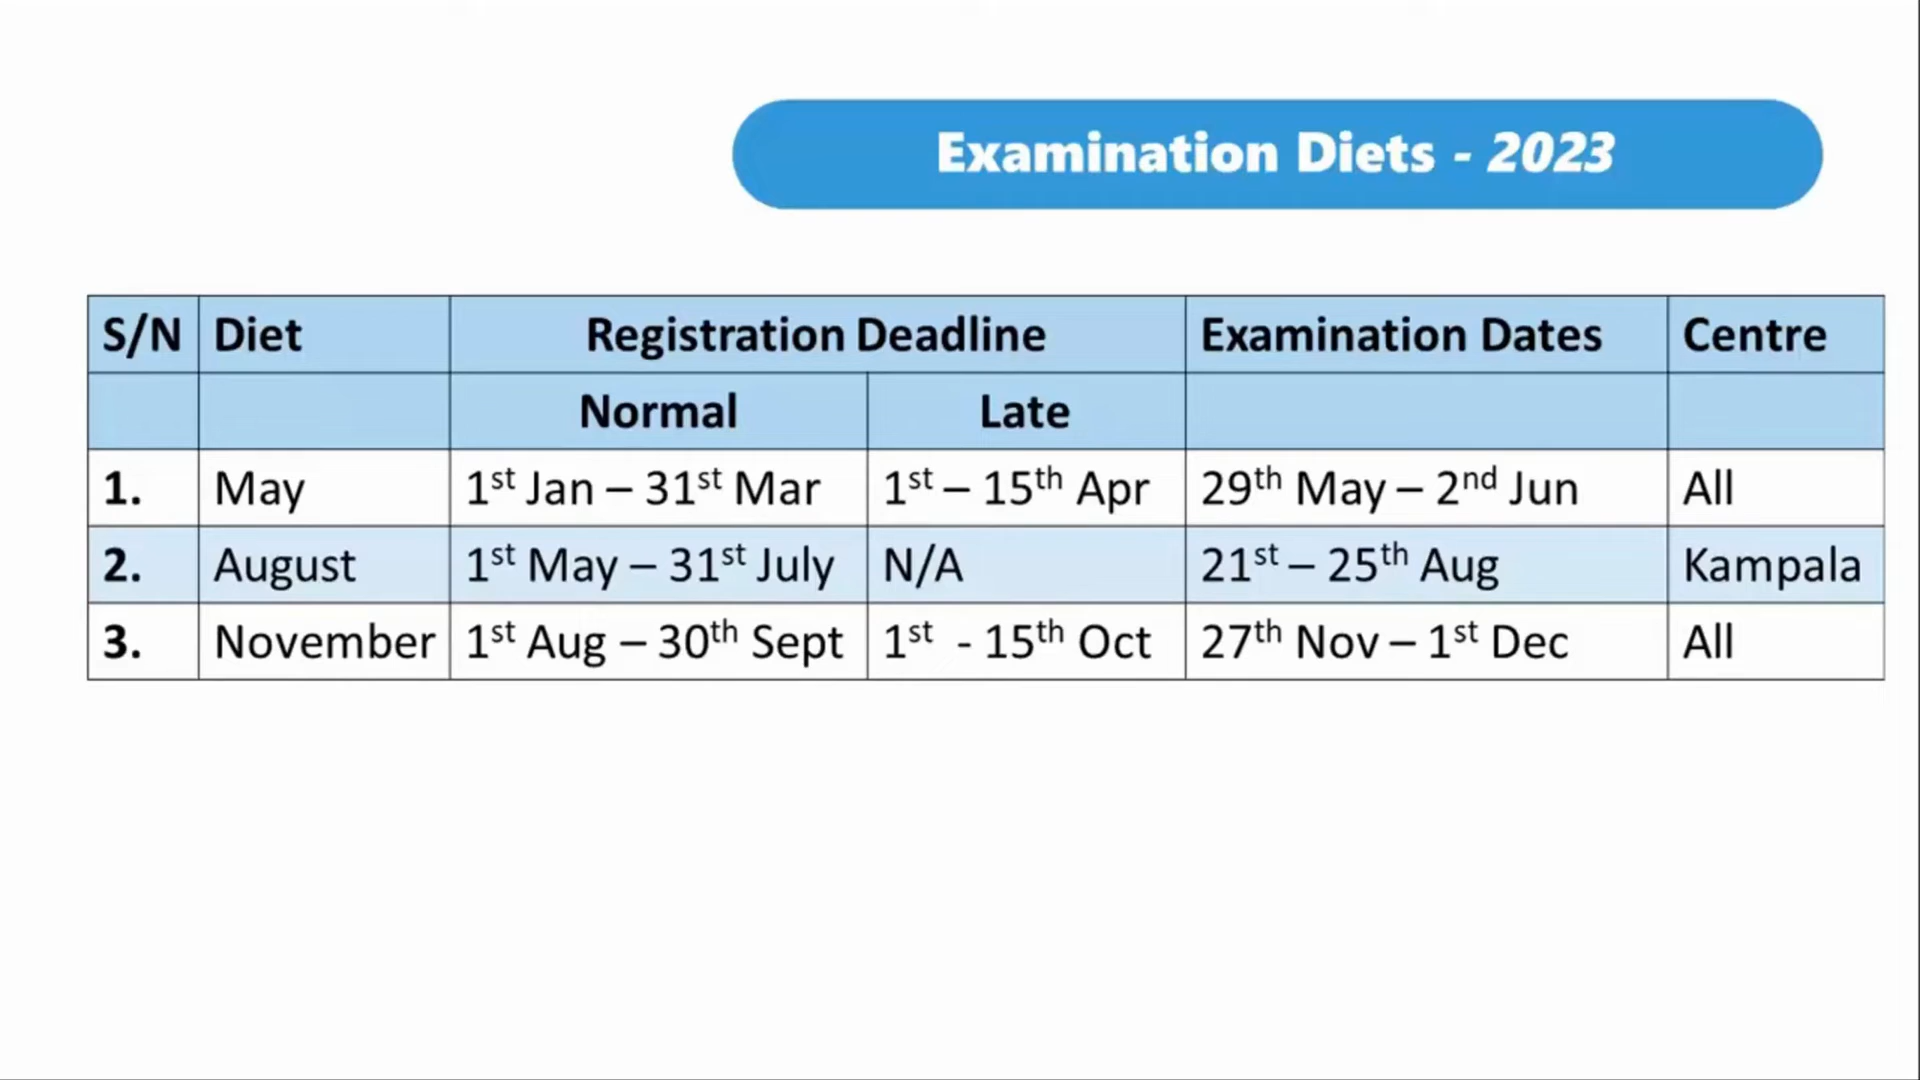 Examination Diets - 2023
S/N Diet Registration Deadline Examination Dates Centre
Normal Late
1. May 1st Jan – 31st Mar 1st – 15th Apr 29th May – 2nd Jun All
2. August 1st May – 31st July N/A 21st – 25th Aug Kampala
3. November 1st Aug – 30th Sept 1st - 15th Oct 27th Nov – 1st Dec All